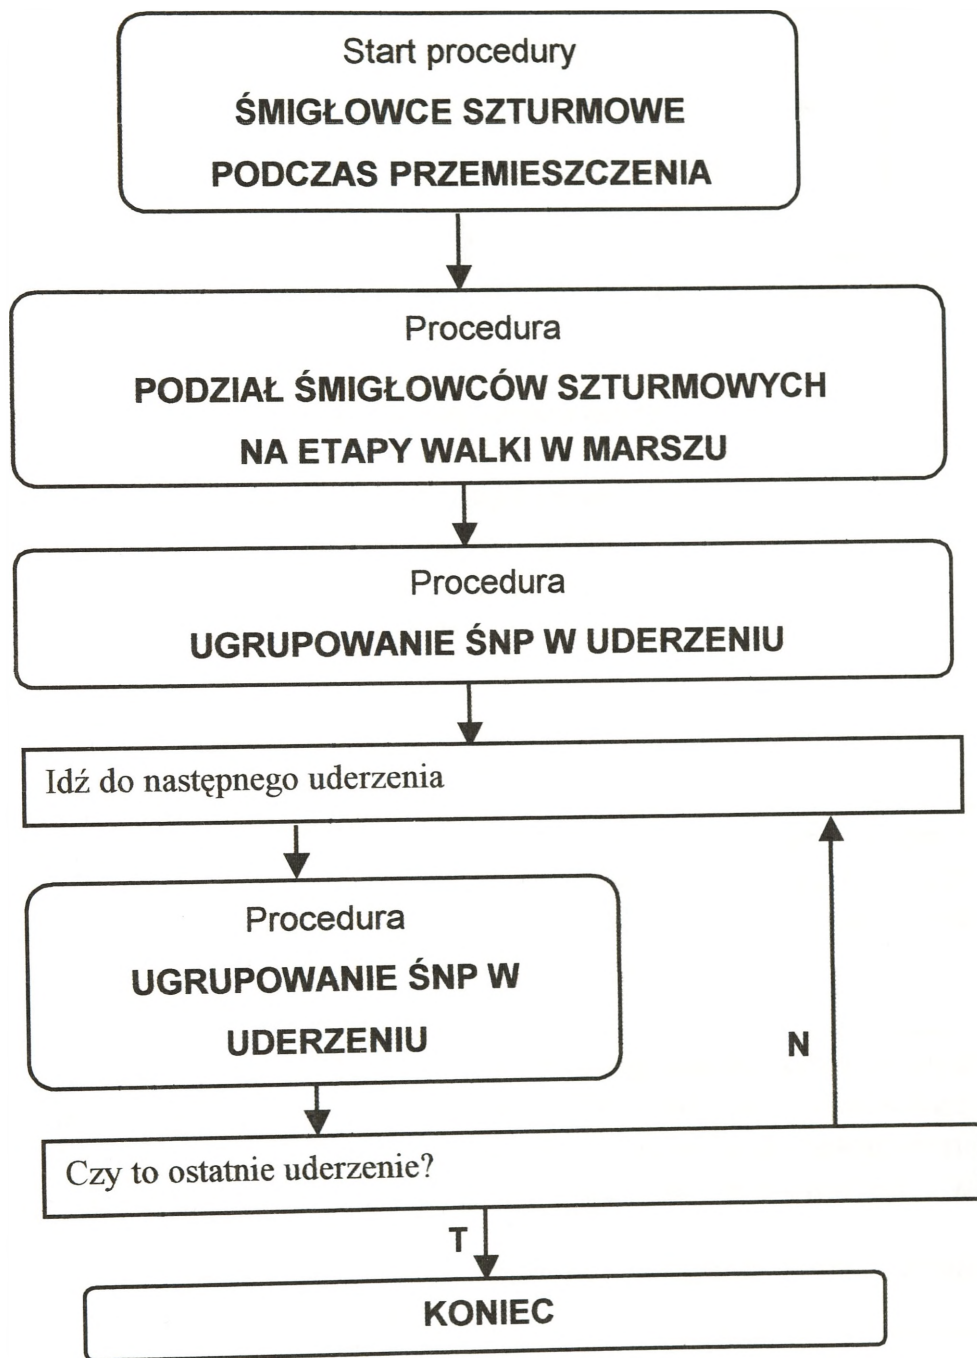 Start procedury
ŚMIGŁOWCE SZTURMOWE
PODCZAS PRZEMIESZCZENIA
Procedura
PODZIAŁ ŚMIGŁOWCÓW SZTURMOWYCH
NA ETAPY WALKI W MARSZU
Procedura
UGRUPOWANIE ŚNP W UDERZENIU
Idź do następnego uderzenia
Procedura
UGRUPOWANIE ŚNP W
UDERZENIU
N
Czy to ostatnie uderzenie?
T
KONIEC